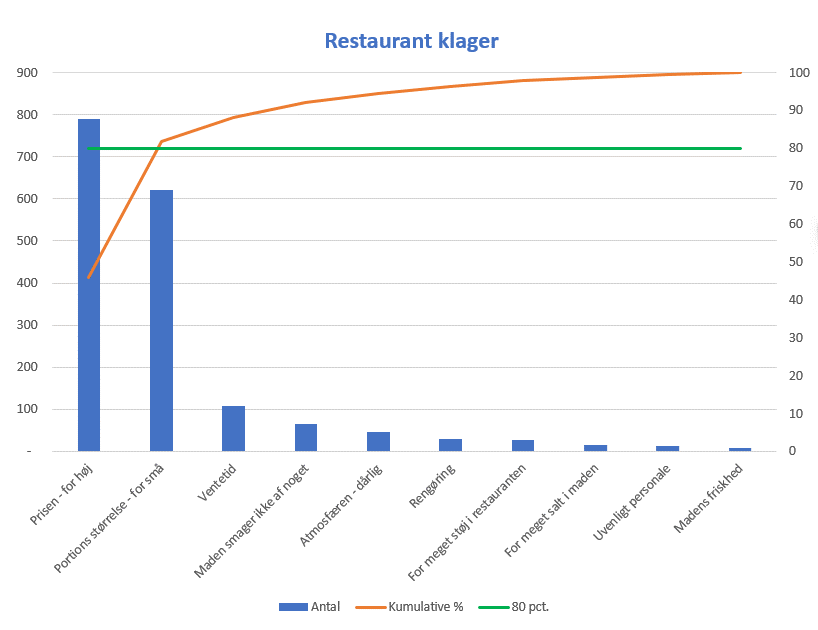 Restaurant klager
900
800
700
600
500
400
300
200
100
-
100
90
80
70
60
50
40
30
20
10
0
Prisen - for høj
Portions størrelse - for små
Ventetid
Maden smager ikke af noget
Atmosfæren - dårlig
Rengøring
For meget støj i restauranten
For meget salt i maden
Uvenligt personale
Madens friskhed
Antal Kumulative % 80 pct.